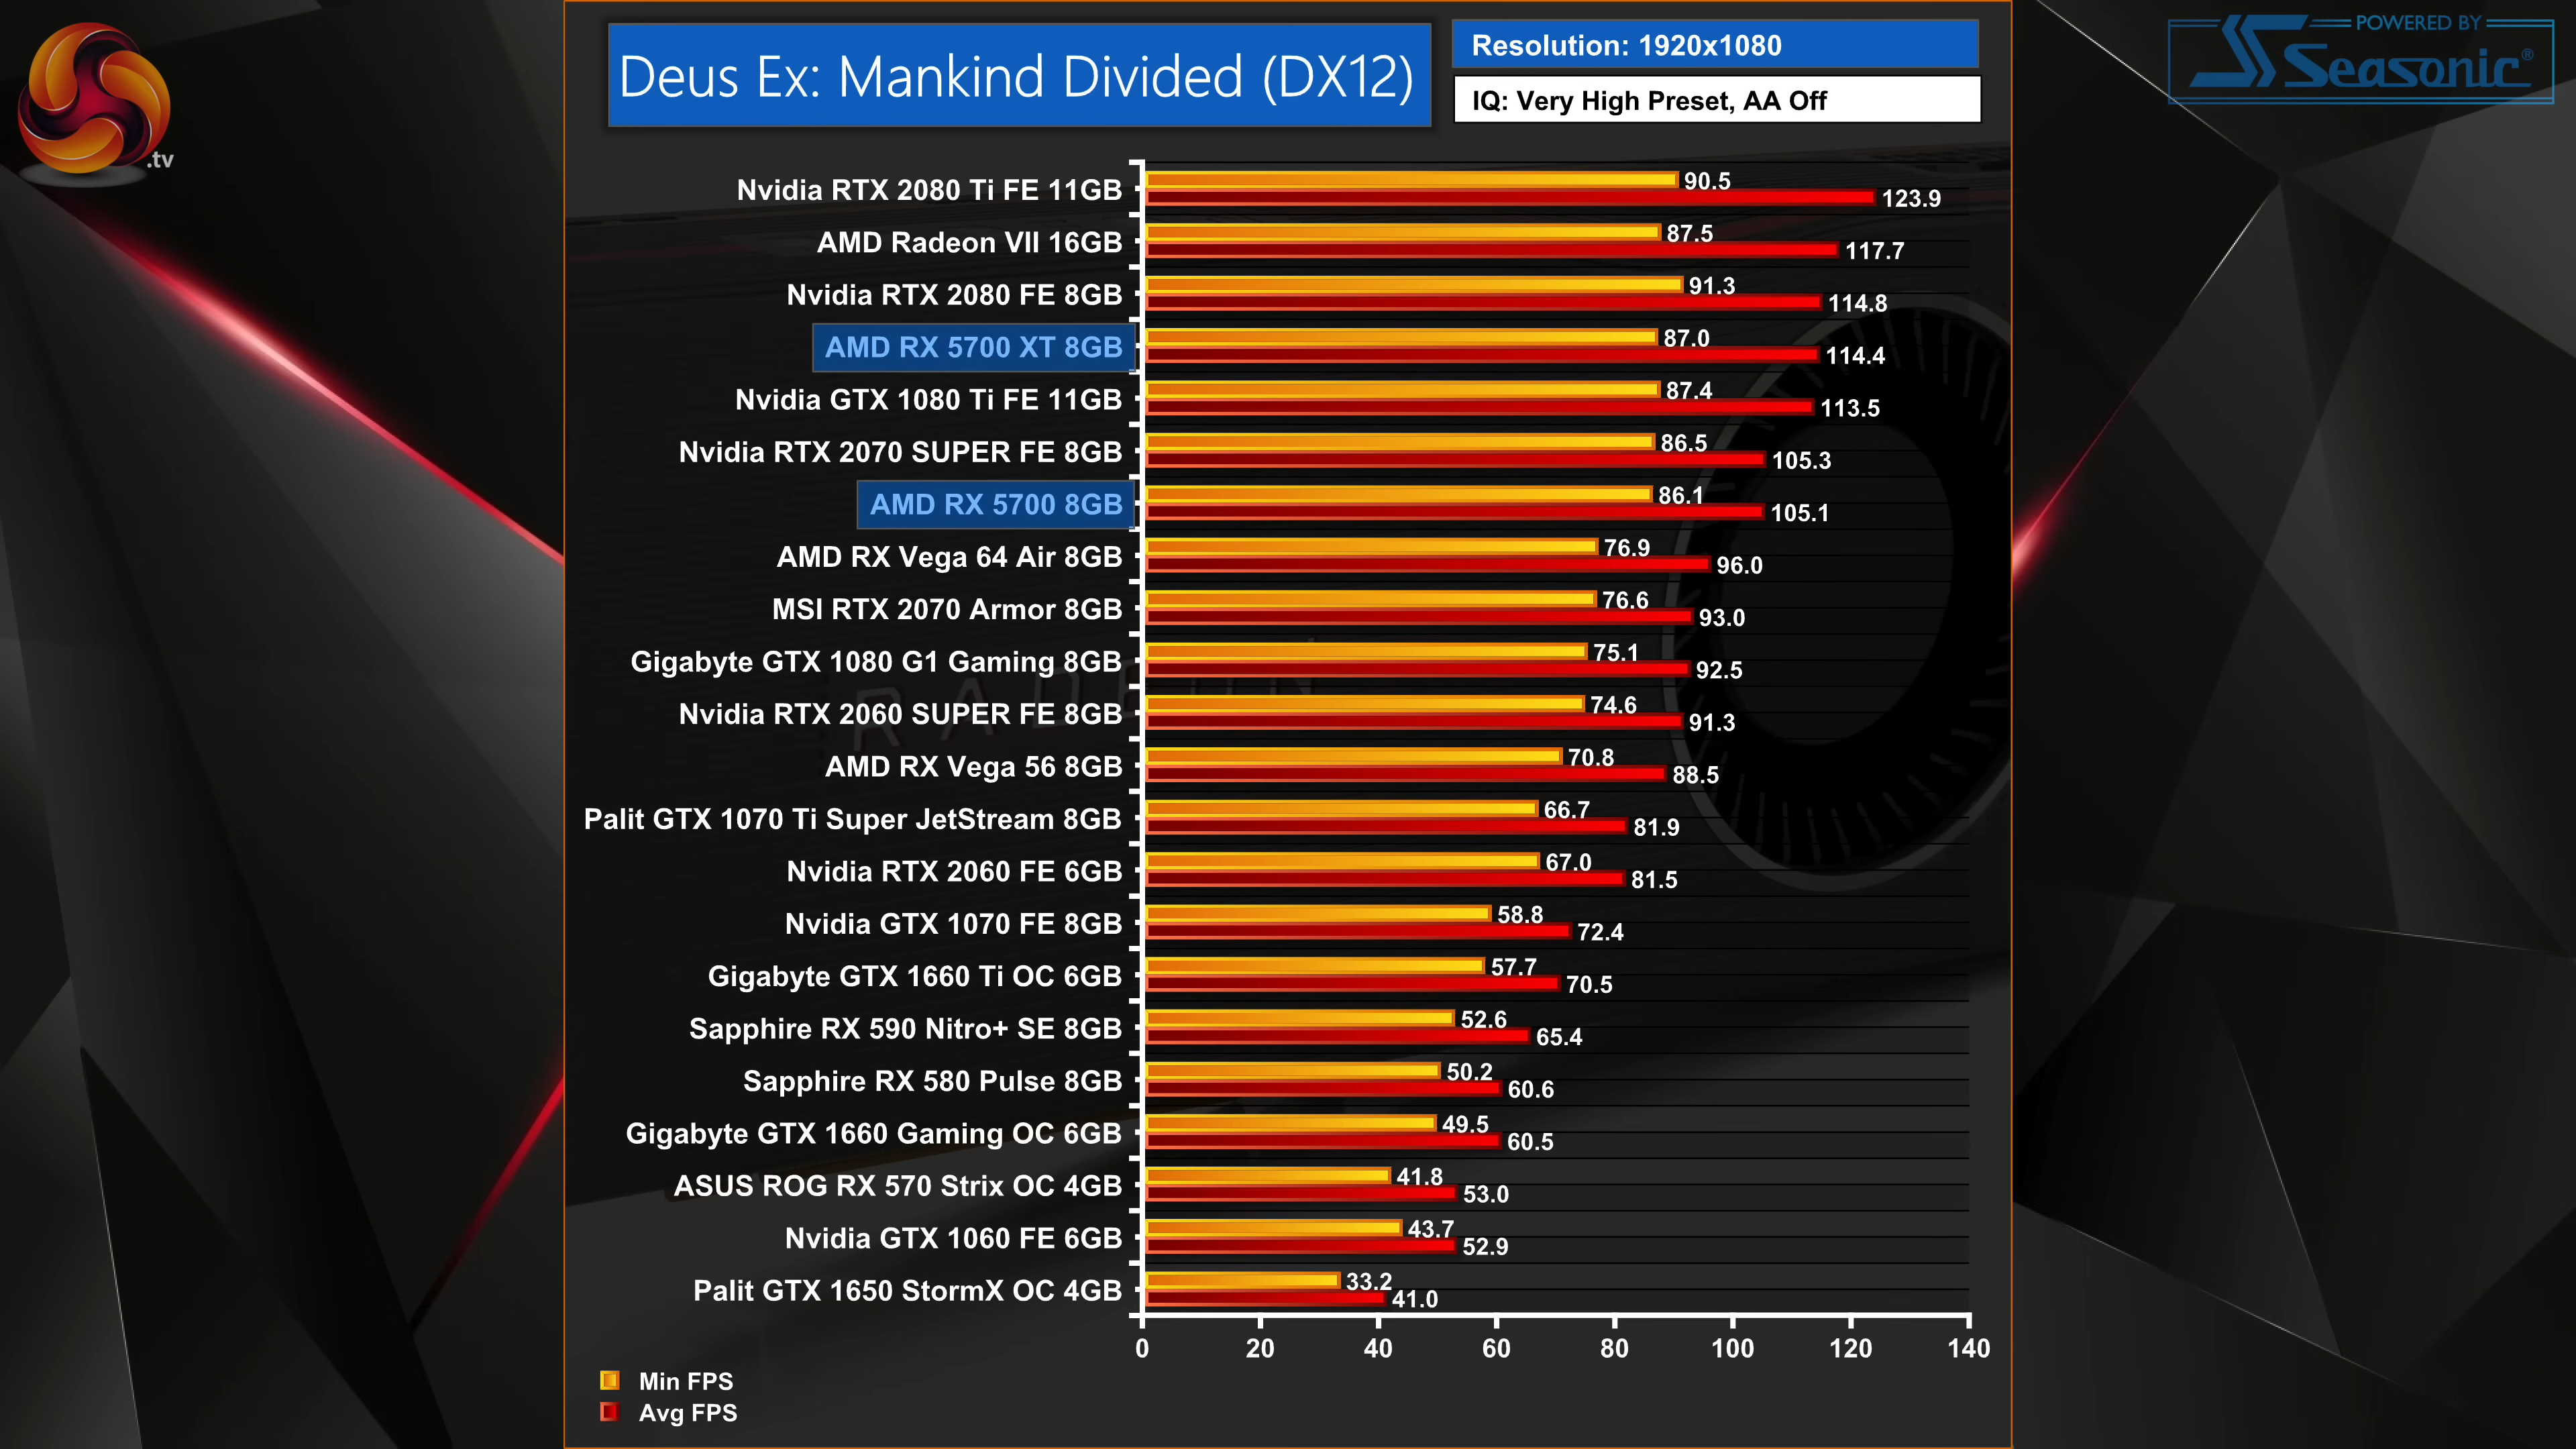 .tv
POWERED BY
Seasonic®
Deus Ex: Mankind Divided (DX12)
Resolution: 1920x1080
IQ: Very High Preset, AA Off
Nvidia RTX 2080 Ti FE 11GB 90.5 123.9
AMD Radeon VII 16GB 87.5 117.7
Nvidia RTX 2080 FE 8GB 91.3 114.8
AMD RX 5700 XT 8GB 87.0 114.4
Nvidia GTX 1080 Ti FE 11GB 87.4 113.5
Nvidia RTX 2070 SUPER FE 8GB 86.5 105.3
AMD RX 5700 8GB 86.1 105.1
AMD RX Vega 64 Air 8GB 76.9 96.0
MSI RTX 2070 Armor 8GB 76.6 93.0
Gigabyte GTX 1080 G1 Gaming 8GB 75.1 92.5
Nvidia RTX 2060 SUPER FE 8GB 74.6 91.3
RADEON
AMD RX Vega 56 8GB 70.8 88.5
Palit GTX 1070 Ti Super JetStream 8GB 66.7 81.9
Nvidia RTX 2060 FE 6GB 67.0 81.5
Nvidia GTX 1070 FE 8GB 58.8 72.4
Gigabyte GTX 1660 Ti OC 6GB 57.7 70.5
Sapphire RX 590 Nitro+ SE 8GB 52.6 65.4
Sapphire RX 580 Pulse 8GB 50.2 60.6
Gigabyte GTX 1660 Gaming OC 6GB 49.5 60.5
ASUS ROG RX 570 Strix OC 4GB 41.8 53.0
Nvidia GTX 1060 FE 6GB 43.7 52.9
Palit GTX 1650 StormX OC 4GB 33.2 41.0
0 20 40 60 80 100 120 140
Min FPS
Avg FPS